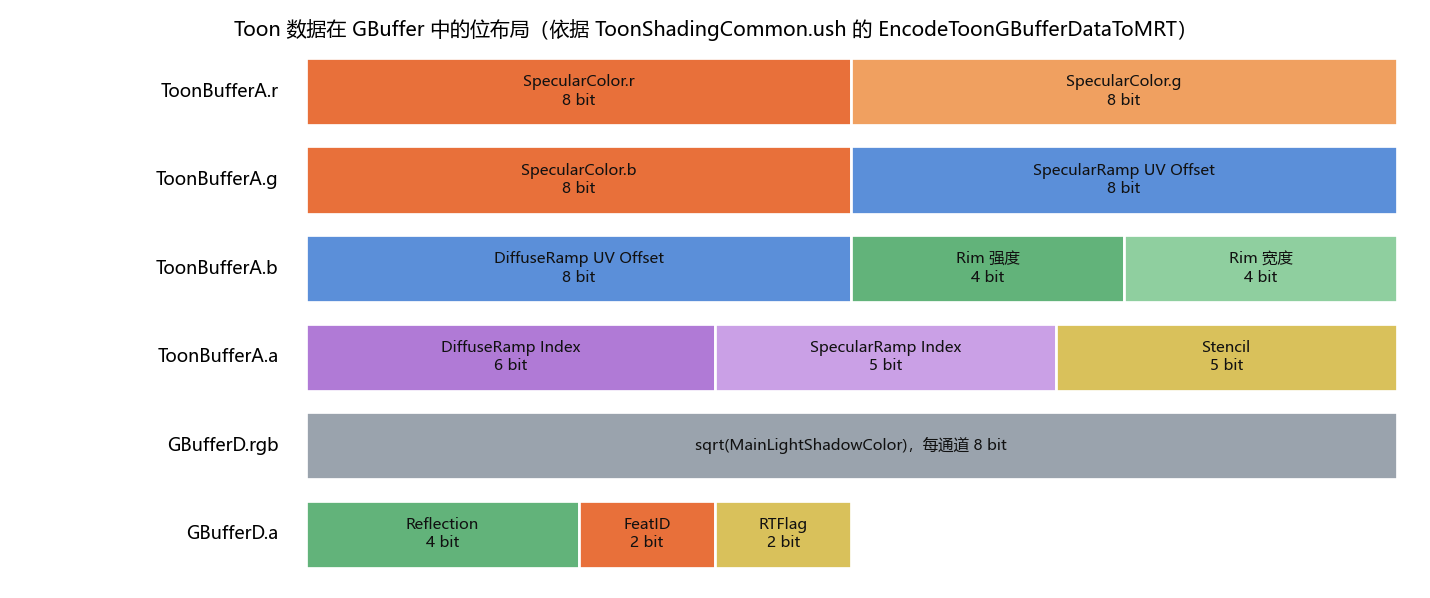 Toon 数据在 GBuffer 中的位布局（依据 ToonShadingCommon.ush 的 EncodeToonGBufferDataToMRT）
ToonBufferA.r
SpecularColor.r
8 bit
SpecularColor.g
8 bit
ToonBufferA.g
SpecularColor.b
8 bit
SpecularRamp UV Offset
8 bit
ToonBufferA.b
DiffuseRamp UV Offset
8 bit
Rim 强度
4 bit
Rim 宽度
4 bit
ToonBufferA.a
DiffuseRamp Index
6 bit
SpecularRamp Index
5 bit
Stencil
5 bit
GBufferD.rgb
sqrt(MainLightShadowColor)，每通道 8 bit
GBufferD.a
Reflection
4 bit
FeatID
2 bit
RTFlag
2 bit